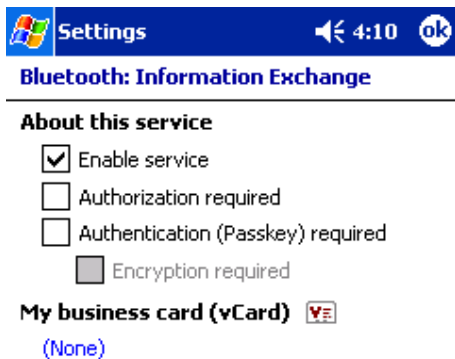 Settings 4:10 ok
Bluetooth: Information Exchange
About this service
Enable service
Authorization required
Authentication (Passkey) required
Encryption required
My business card (vCard)
(None)